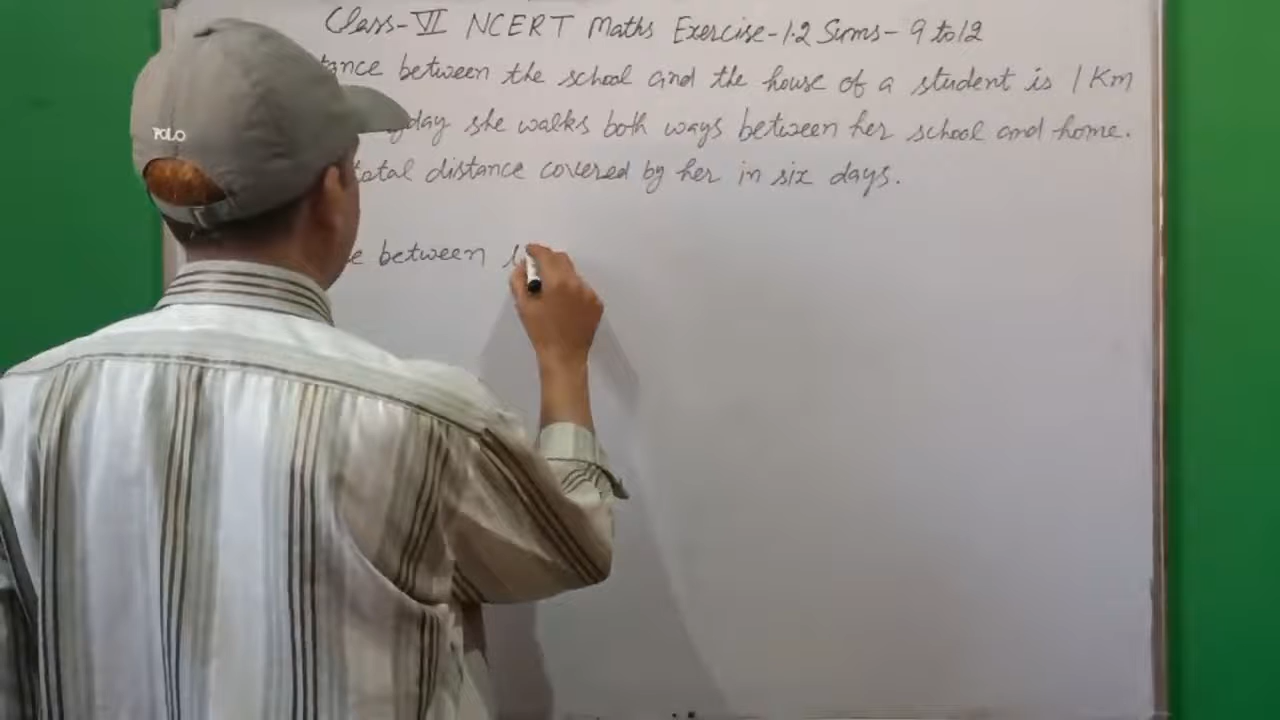 Class-VI NCERT Maths Exercise-1.2 Sums-9 to 12
between the school and the house of a student is 1 Km
she walks both ways between her school and home.
total distance covered by her in six days.
between
POLO